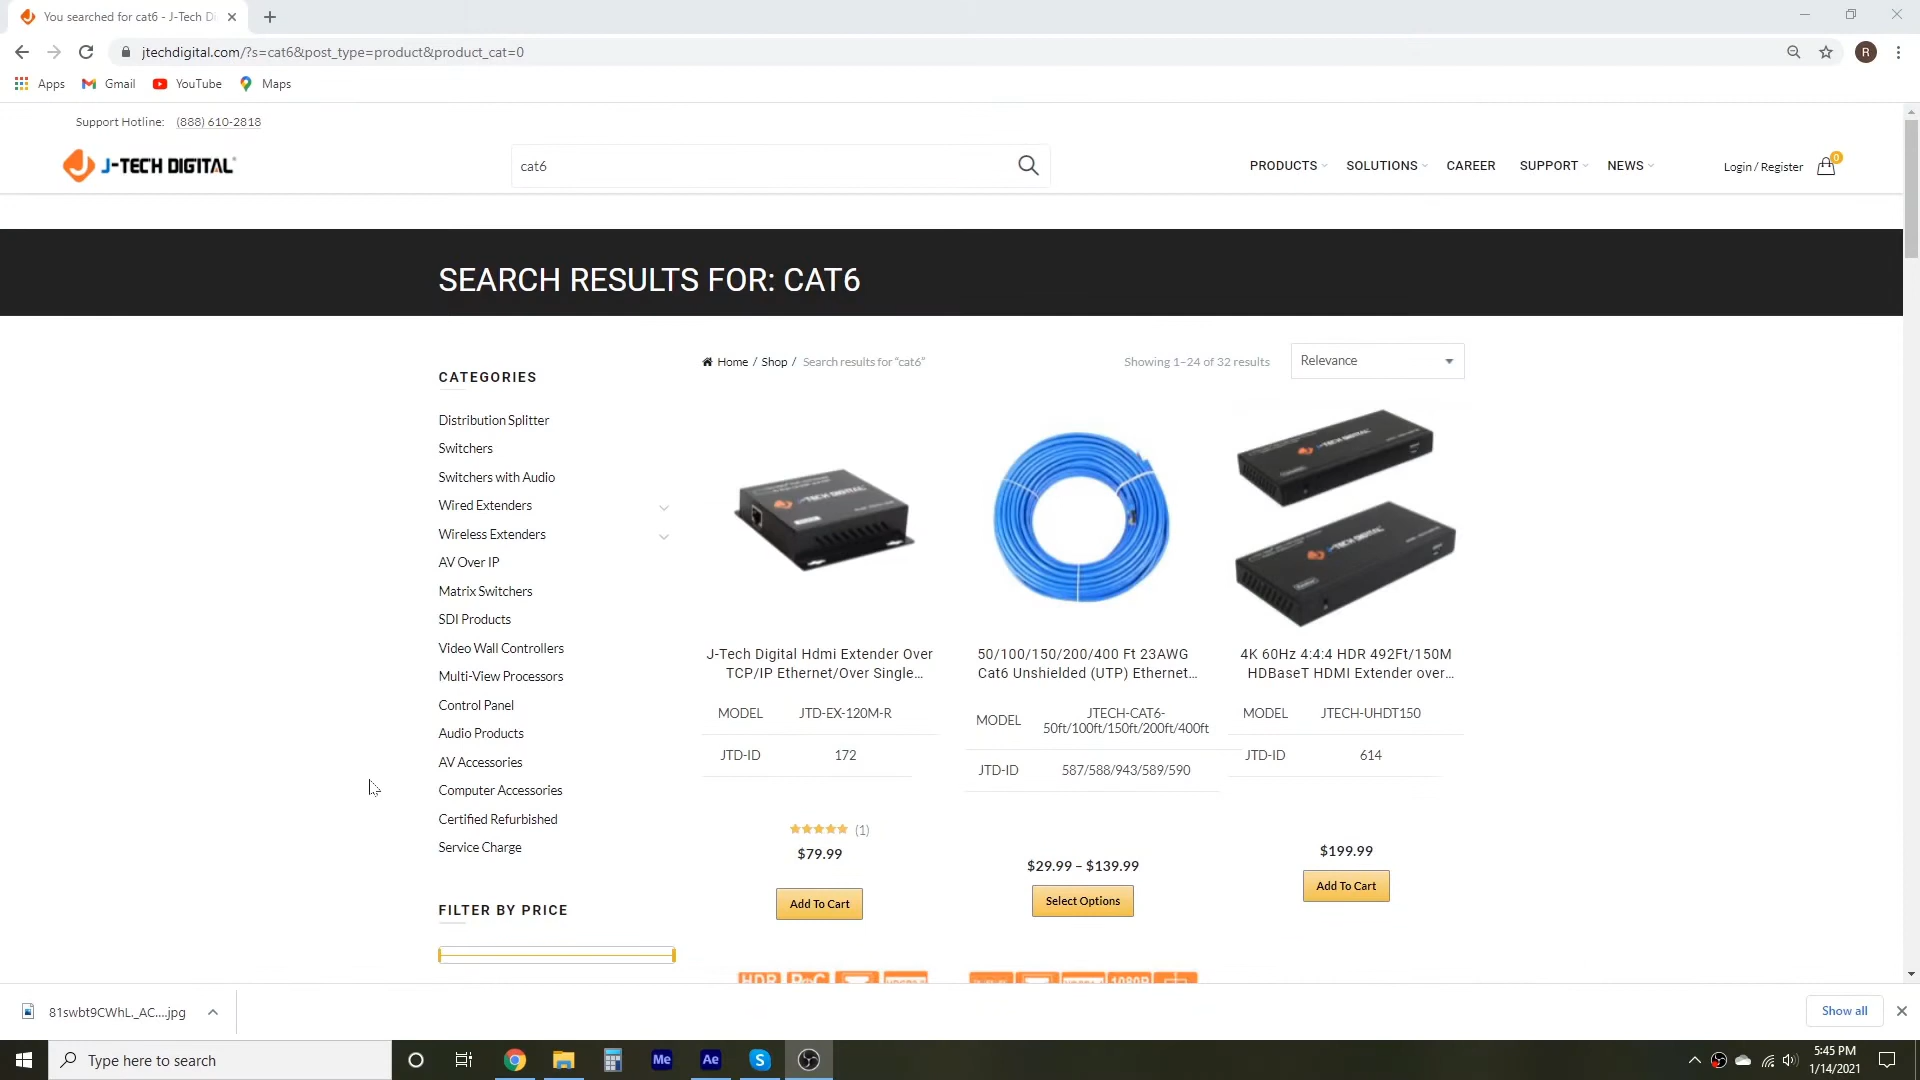 You searched for cat6 - J-Tech Di
jtechdigital.com/?s=cat6&post_type=product&product_cat=0
R
Apps
Gmail
YouTube
Maps
Support Hotline: (888) 610-2818
J-TECH DIGITAL
cat6
PRODUCTS
SOLUTIONS
CAREER
SUPPORT
NEWS
Login / Register
0
SEARCH RESULTS FOR: CAT6
CATEGORIES
Distribution Splitter
Switchers
Switchers with Audio
Wired Extenders
Wireless Extenders
AV Over IP
Matrix Switchers
SDI Products
Video Wall Controllers
Multi-View Processors
Control Panel
Audio Products
AV Accessories
Computer Accessories
Certified Refurbished
Service Charge
FILTER BY PRICE
Home / Shop / Search results for “cat6”
Showing 1–24 of 32 results
Relevance
J-Tech Digital Hdmi Extender Over
TCP/IP Ethernet/Over Single...
MODEL JTD-EX-120M-R
JTD-ID 172
(1)
$79.99
Add To Cart
50/100/150/200/400 Ft 23AWG
Cat6 Unshielded (UTP) Ethernet...
MODEL JTECH-CAT6-
50ft/100ft/150ft/200ft/400ft
JTD-ID 587/588/943/589/590
$29.99 – $139.99
Select Options
J-TECH DIGITAL
J-TECH DIGITAL
4K 60Hz 4:4:4 HDR 492Ft/150M
HDBaseT HDMI Extender over...
MODEL JTECH-UHDT150
JTD-ID 614
$199.99
Add To Cart
HDR PoC
1080P
81swbt9CWhL._AC....jpg
Show all
Type here to search
Me
Ae
S
5:45 PM
1/14/2021